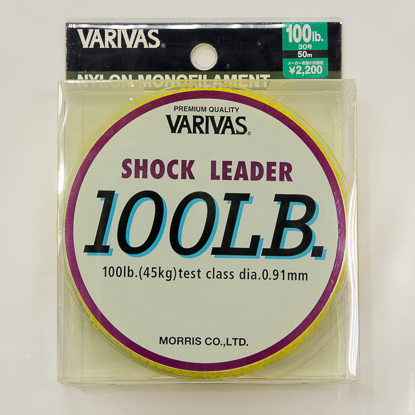 VARIVAS®
100lb.
30号
50m
メーカー希望小売価格
¥2,200
NYLON MONOFILAMENT
PREMIUM QUALITY
VARIVAS®
SHOCK LEADER
100LB.
100lb.(45kg)test class dia.0.91mm
MORRIS CO.,LTD.